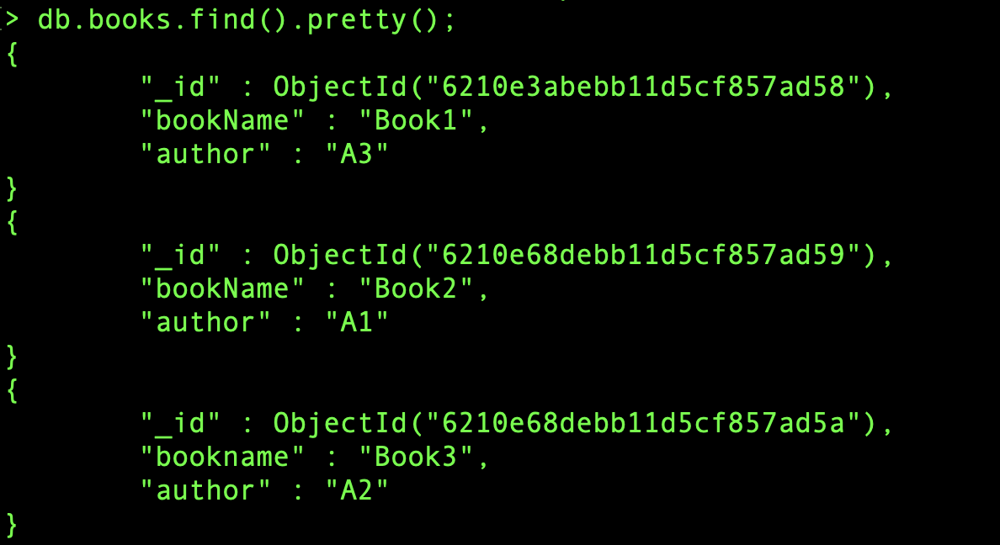 > db.books.find().pretty();
{
"_id" : ObjectId("6210e3abebb11d5cf857ad58"),
"bookName" : "Book1",
"author" : "A3"
}
{
"_id" : ObjectId("6210e68debb11d5cf857ad59"),
"bookName" : "Book2",
"author" : "A1"
}
{
"_id" : ObjectId("6210e68debb11d5cf857ad5a"),
"bookname" : "Book3",
"author" : "A2"
}